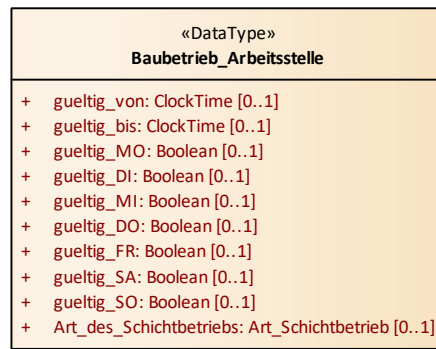 «DataType»
Baubetrieb_Arbeitsstelle
+ gueltig_von: ClockTime [0..1]
+ gueltig_bis: ClockTime [0..1]
+ gueltig_MO: Boolean [0..1]
+ gueltig_DI: Boolean [0..1]
+ gueltig_MI: Boolean [0..1]
+ gueltig_DO: Boolean [0..1]
+ gueltig_FR: Boolean [0..1]
+ gueltig_SA: Boolean [0..1]
+ gueltig_SO: Boolean [0..1]
+ Art_des_Schichtbetriebs: Art_Schichtbetrieb [0..1]